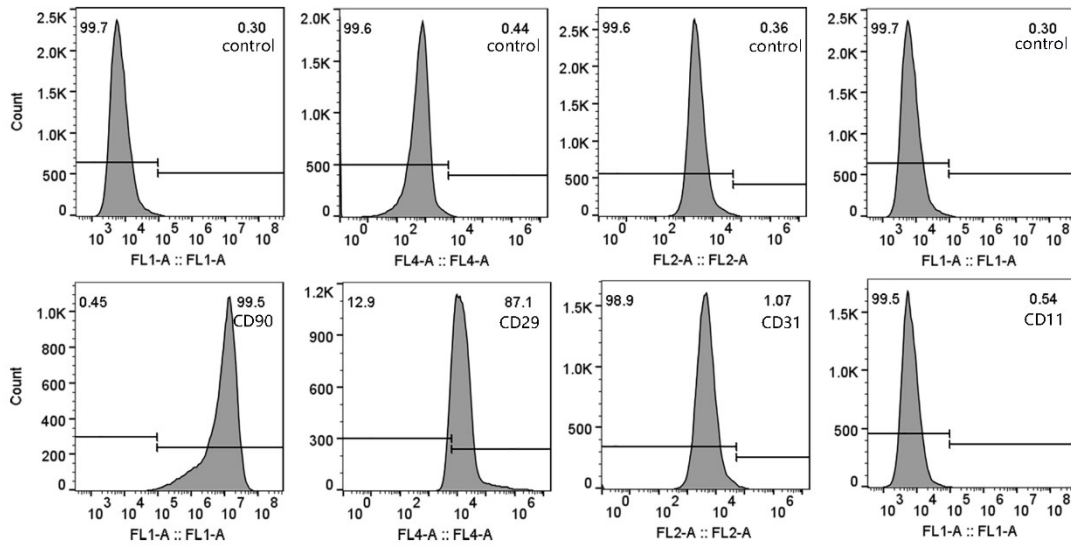 99.7 0.30
control
2.5K
2.0K
1.5K
1.0K
500
0
Count
10^3 10^4 10^5 10^6 10^7 10^8
FL1-A :: FL1-A
99.6 0.44
control
2.0K
1.5K
1.0K
500
0
10^0 10^2 10^4 10^6
FL4-A :: FL4-A
99.6 0.36
control
2.5K
2.0K
1.5K
1.0K
500
0
10^0 10^2 10^4 10^6
FL2-A :: FL2-A
99.7 0.30
control
2.5K
2.0K
1.5K
1.0K
500
0
10^3 10^4 10^5 10^6 10^7 10^8
FL1-A :: FL1-A
0.45 99.5
CD90
1.0K
800
600
400
200
0
Count
10^3 10^4 10^5 10^6 10^7 10^8
FL1-A :: FL1-A
12.9 87.1
CD29
1.2K
900
600
300
0
10^0 10^2 10^4 10^6
FL4-A :: FL4-A
98.9 1.07
CD31
1.5K
1.0K
500
0
10^0 10^2 10^4 10^6
FL2-A :: FL2-A
99.5 0.54
CD11
1.5K
1.0K
500
0
10^3 10^4 10^5 10^6 10^7 10^8
FL1-A :: FL1-A